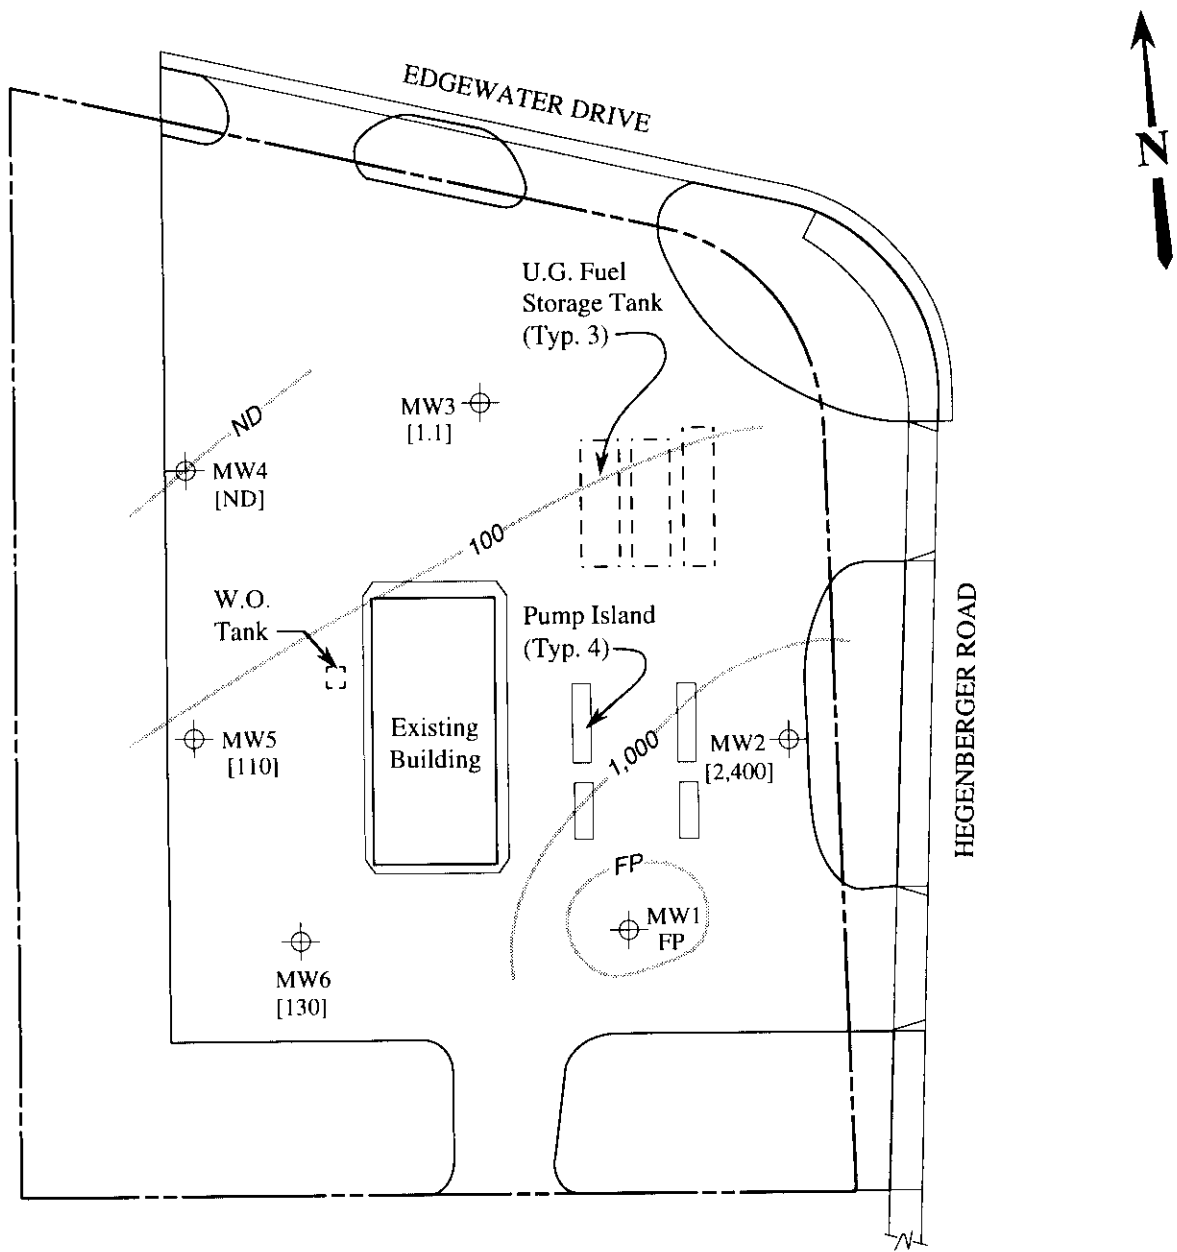 EDGEWATER DRIVE
N
U.G. Fuel
Storage Tank
(Typ. 3)
ND
MW3
[1.1]
MW4
[ND]
100
W.O.
Tank
Pump Island
(Typ. 4)
HEGENBERGER ROAD
Existing
Building
MW5
[110]
1,000
MW2
[2,400]
FP
MW1
FP
MW6
[130]